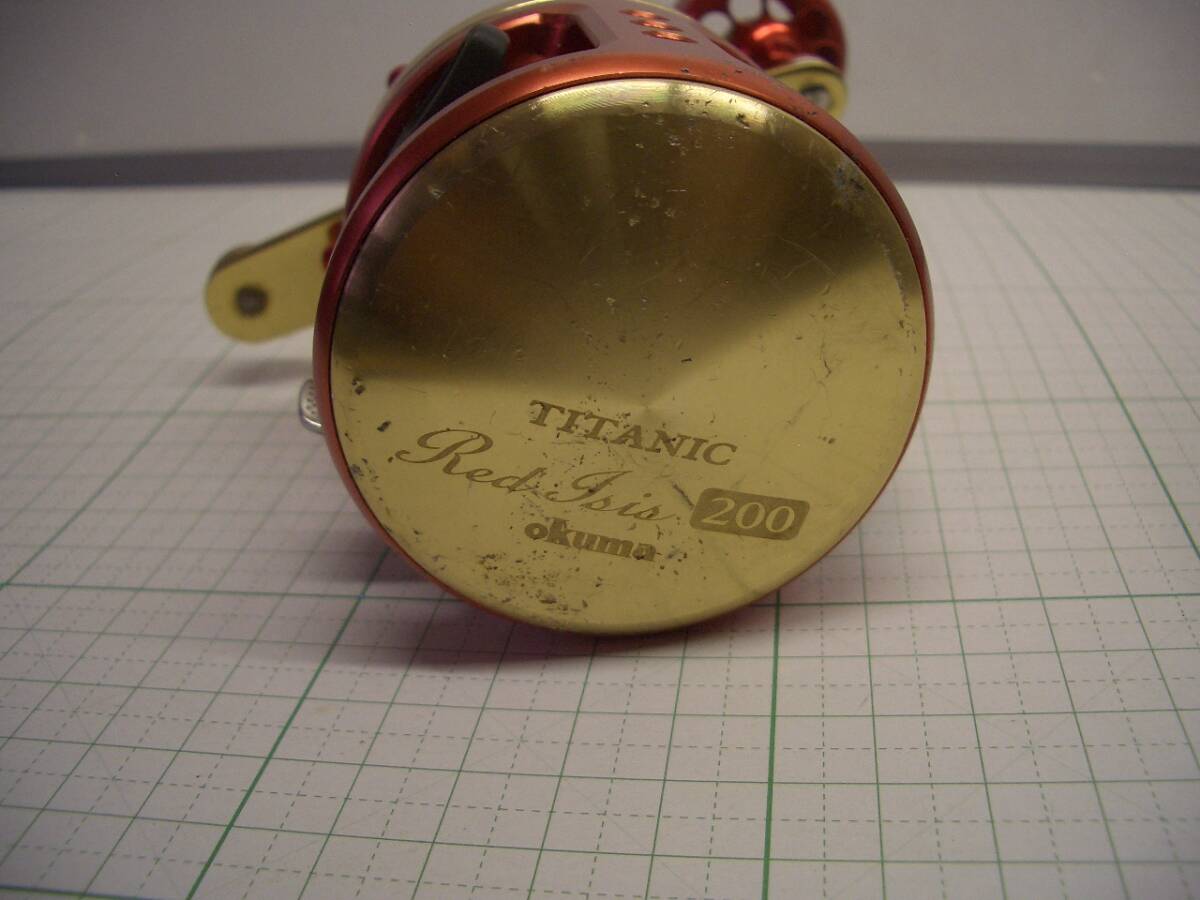 TITANIC
Red Isis 200
okuma